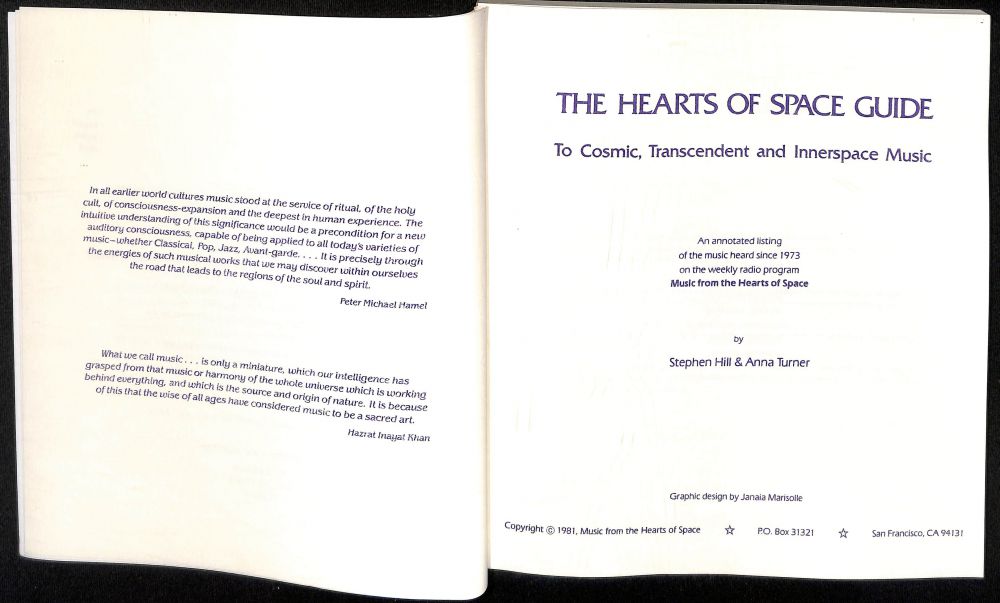 In all earlier world cultures music stood at the service of ritual, of the holy
cult, of consciousness-expansion and the deepest in human experience. The
intuitive understanding of this significance would be a precondition for a new
auditory consciousness, capable of being applied to all today's varieties of
music—whether Classical, Pop, Jazz, Avant-garde. . . . It is precisely through
the energies of such musical works that we may discover within ourselves
the road that leads to the regions of the soul and spirit.
Peter Michael Hamel
What we call music . . . is only a miniature, which our intelligence has
grasped from that music or harmony of the whole universe which is working
behind everything, and which is the source and origin of nature. It is because
of this that the wise of all ages have considered music to be a sacred art.
Hazrat Inayat Khan
THE HEARTS OF SPACE GUIDE
To Cosmic, Transcendent and Innerspace Music
An annotated listing
of the music heard since 1973
on the weekly radio program
Music from the Hearts of Space
by
Stephen Hill & Anna Turner
Graphic design by Janaia Marisolle
Copyright © 1981, Music from the Hearts of Space ☆ P.O. Box 31321 ☆ San Francisco, CA 94131